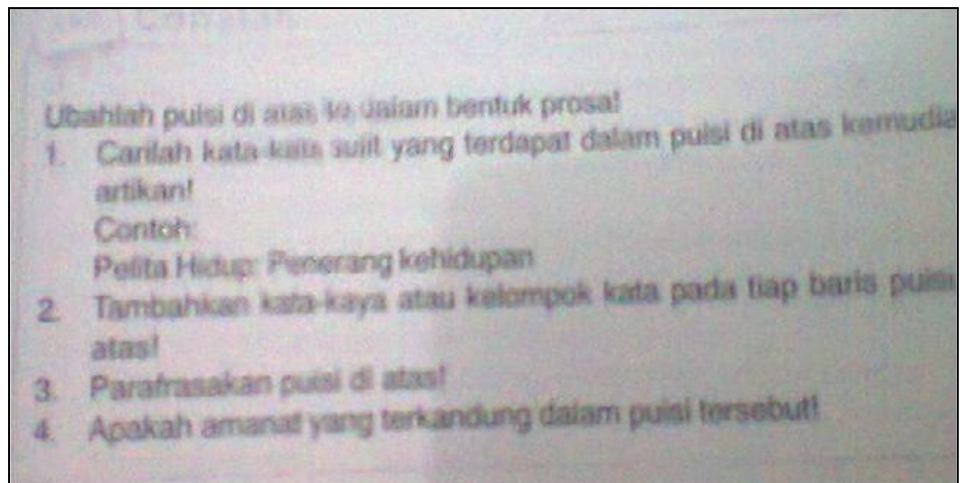 Ubahlah puisi di atas ke dalam bentuk prosa!
1. Carilah kata-kata sulit yang terdapat dalam puisi di atas kemudia
artikan!
Contoh:
Pelita Hidup: Penerang kehidupan
2. Tambahkan kata-kaya atau kelompok kata pada tiap baris puisi
atas!
3. Parafrasakan puisi di atas!
4. Apakah amanat yang terkandung dalam puisi tersebut!